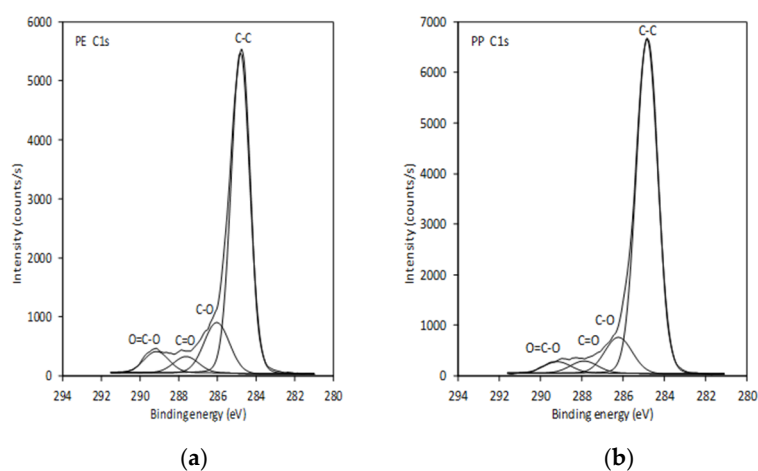 PE C1s
C-C
C-O
C=O
O=C-O
6000
5000
4000
3000
2000
1000
0
Intensity (counts/s)
294 292 290 288 286 284 282 280
Bindingenergy (eV)
(a)
PP C1s
C-C
C-O
C=O
O=C-O
7000
6000
5000
4000
3000
2000
1000
0
Intensity (counts/s)
294 292 290 288 286 284 282 280
Binding energy (eV)
(b)